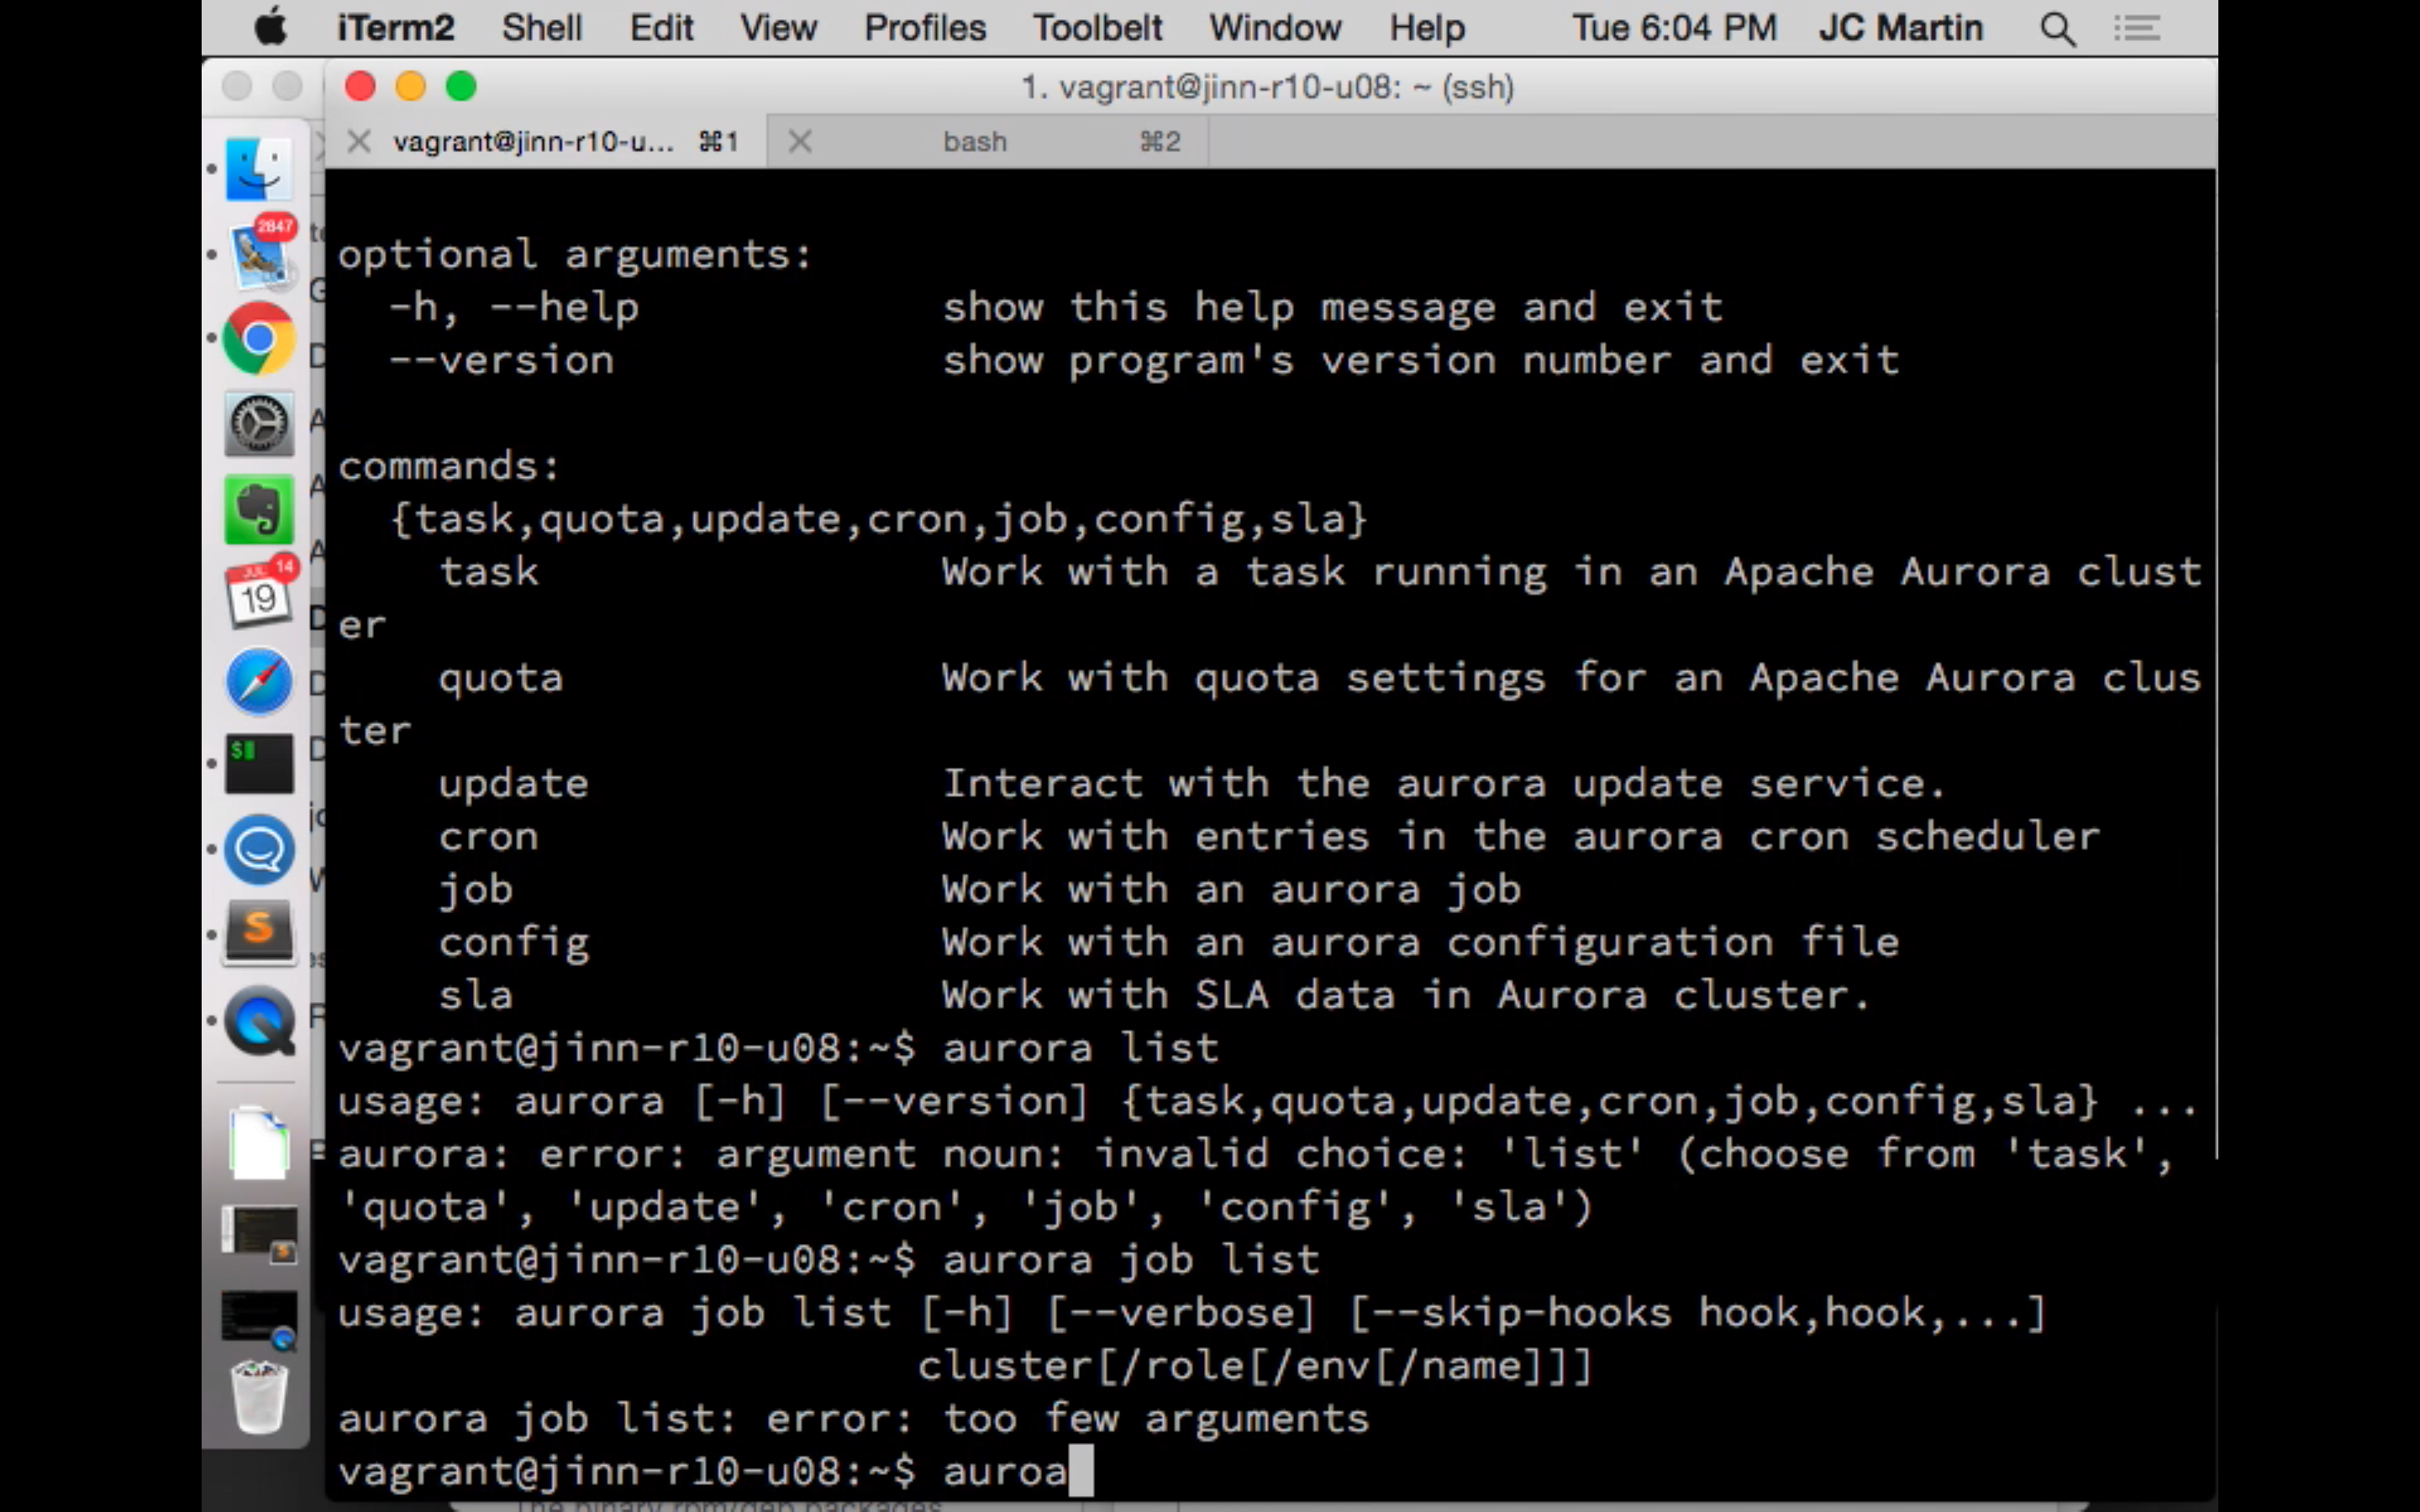 iTerm2 Shell Edit View Profiles Toolbelt Window Help Tue 6:04 PM JC Martin
1. vagrant@jinn-r10-u08: ~ (ssh)
vagrant@jinn-r10-u... ⌘1 bash ⌘2
optional arguments:
-h, --help show this help message and exit
--version show program's version number and exit
commands:
{task,quota,update,cron,job,config,sla}
task Work with a task running in an Apache Aurora clust
er
quota Work with quota settings for an Apache Aurora clus
ter
update Interact with the aurora update service.
cron Work with entries in the aurora cron scheduler
job Work with an aurora job
config Work with an aurora configuration file
sla Work with SLA data in Aurora cluster.
vagrant@jinn-r10-u08:~$ aurora list
usage: aurora [-h] [--version] {task,quota,update,cron,job,config,sla} ...
aurora: error: argument noun: invalid choice: 'list' (choose from 'task',
'quota', 'update', 'cron', 'job', 'config', 'sla')
vagrant@jinn-r10-u08:~$ aurora job list
usage: aurora job list [-h] [--verbose] [--skip-hooks hook,hook,...]
cluster[/role[/env[/name]]]
aurora job list: error: too few arguments
vagrant@jinn-r10-u08:~$ auroa
2847
JUL 14
19
$
S
The binary rpm/deb packages